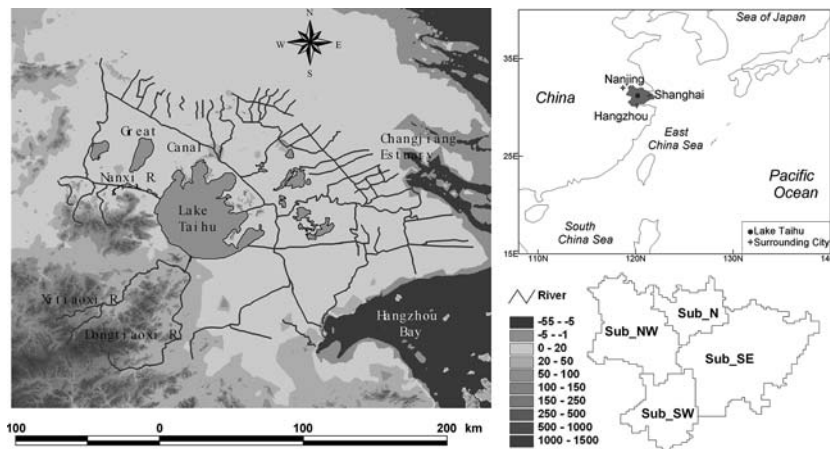 N
W E
S
Great
Canal
Nanxi R
Lake
Taihu
Changjiang
Estuary
Xitiaoxi R
Dongtiaoxi R
Hangzhou
Bay
100 0 100 200 km
Sea of Japan
35E
Nanjing
China
Shanghai
Hangzhou
East
China Sea
25E
Pacific
Ocean
South
China Sea
Lake Taihu
Surrounding City
15E
110N 120N 130N 140
River
-55 - -5
-5 - -1
0 - 20
20 - 50
50 - 100
100 - 150
150 - 250
250 - 500
500 - 1000
1000 - 1500
Sub_N
Sub_NW
Sub_SE
Sub_SW